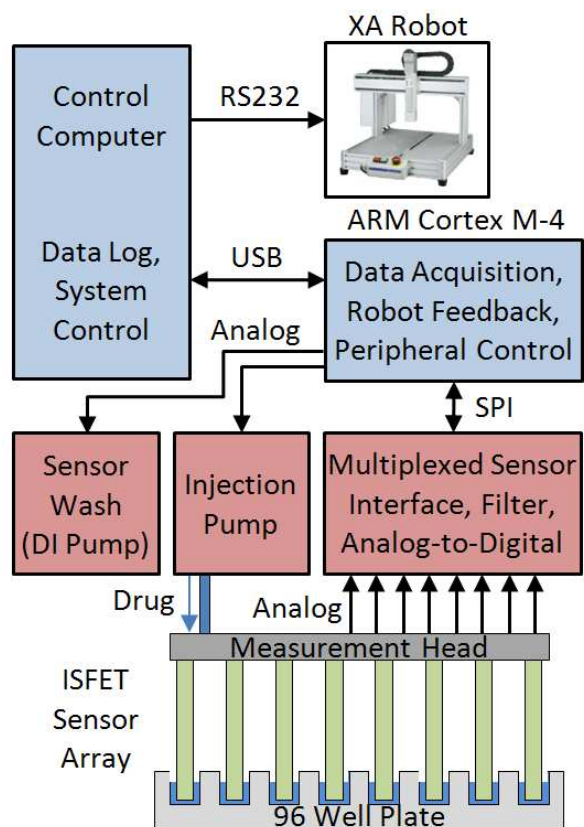 XA Robot
Control
Computer
RS232
Data Log,
System
Control
USB
ARM Cortex M-4
Data Acquisition,
Robot Feedback,
Peripheral Control
Analog
SPI
Sensor
Wash
(DI Pump)
Injection
Pump
Multiplexed Sensor
Interface, Filter,
Analog-to-Digital
Drug
Analog
Measurement Head
ISFET
Sensor
Array
96 Well Plate